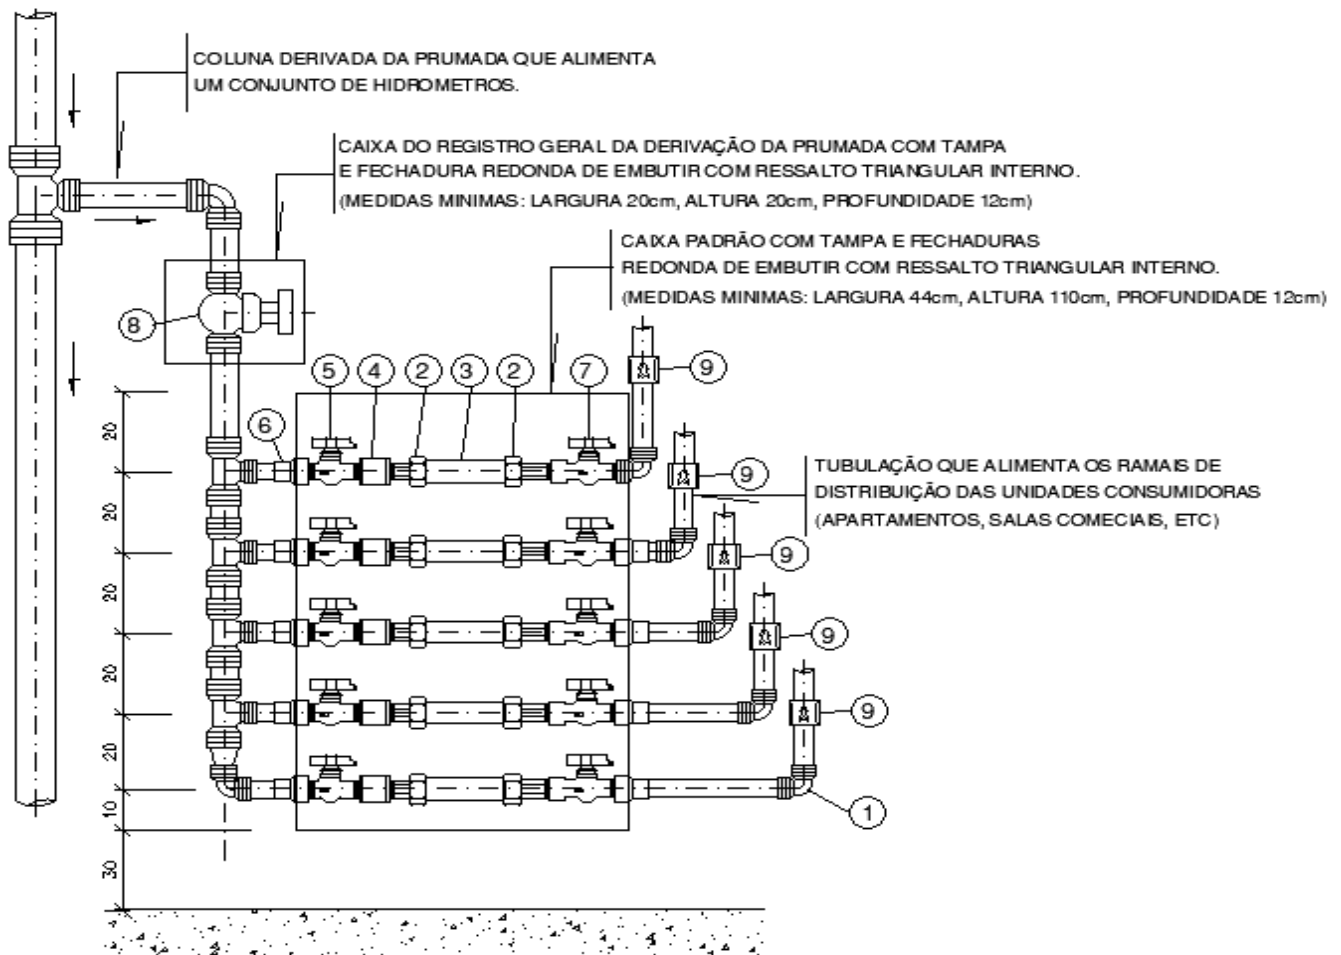 COLUNA DERIVADA DA PRUMADA QUE ALIMENTA
UM CONJUNTO DE HIDROMETROS.
CAIXA DO REGISTRO GERAL DA DERIVAÇÃO DA PRUMADA COM TAMPA
E FECHADURA REDONDA DE EMBUTIR COM RESSALTO TRIANGULAR INTERNO.
(MEDIDAS MINIMAS: LARGURA 20cm, ALTURA 20cm, PROFUNDIDADE 12cm)
CAIXA PADRÃO COM TAMPA E FECHADURAS
REDONDA DE EMBUTIR COM RESSALTO TRIANGULAR INTERNO.
(MEDIDAS MINIMAS: LARGURA 44cm, ALTURA 110cm, PROFUNDIDADE 12cm)
8
5 4 2 3 2 7 9
6
20
9
TUBULAÇÃO QUE ALIMENTA OS RAMAIS DE
DISTRIBUIÇÃO DAS UNIDADES CONSUMIDORAS
(APARTAMENTOS, SALAS COMECIAIS, ETC)
20
9
20
9
20
9
20
10
1
30